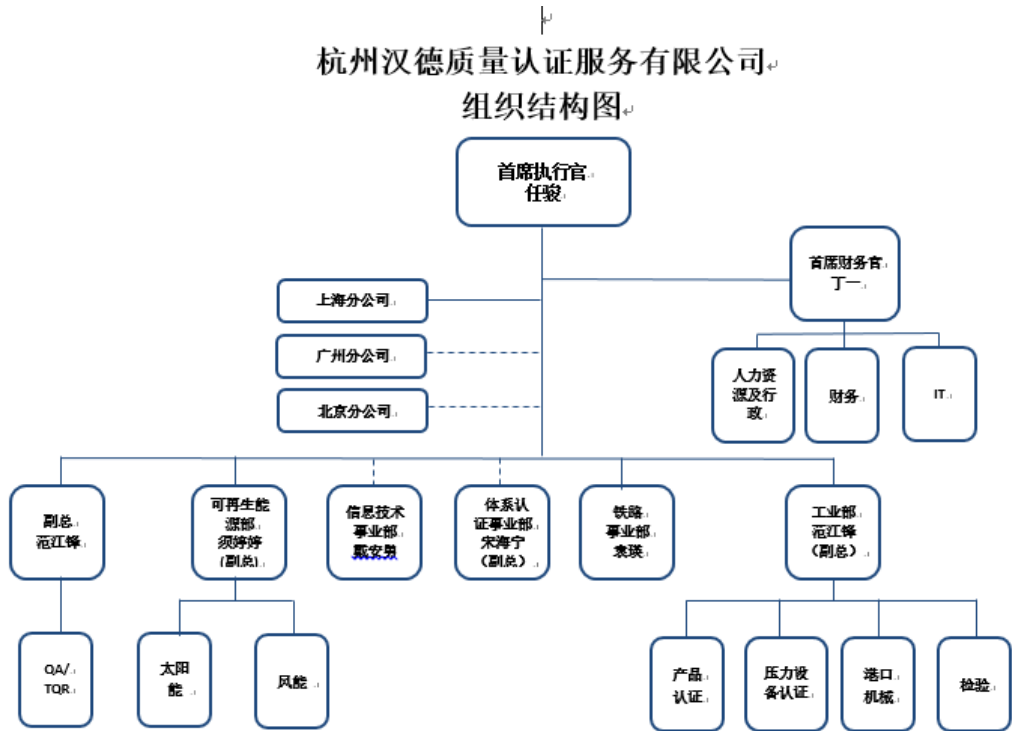 杭州汉德质量认证服务有限公司
组织结构图
首席执行官
任骏
首席财务官
丁一
上海分公司
广州分公司
北京分公司
人力资
源及行
政
财务
IT
副总
范江锋
可再生能
源部
须婷婷
(副总)
信息技术
事业部
戴安勇
体系认
证事业部
宋海宁
（副总）
铁路
事业部
袁瑛
工业部
范江锋
（副总）
QA/
TQR
太阳
能
风能
产品
认证
压力设
备认证
港口
机械
检验